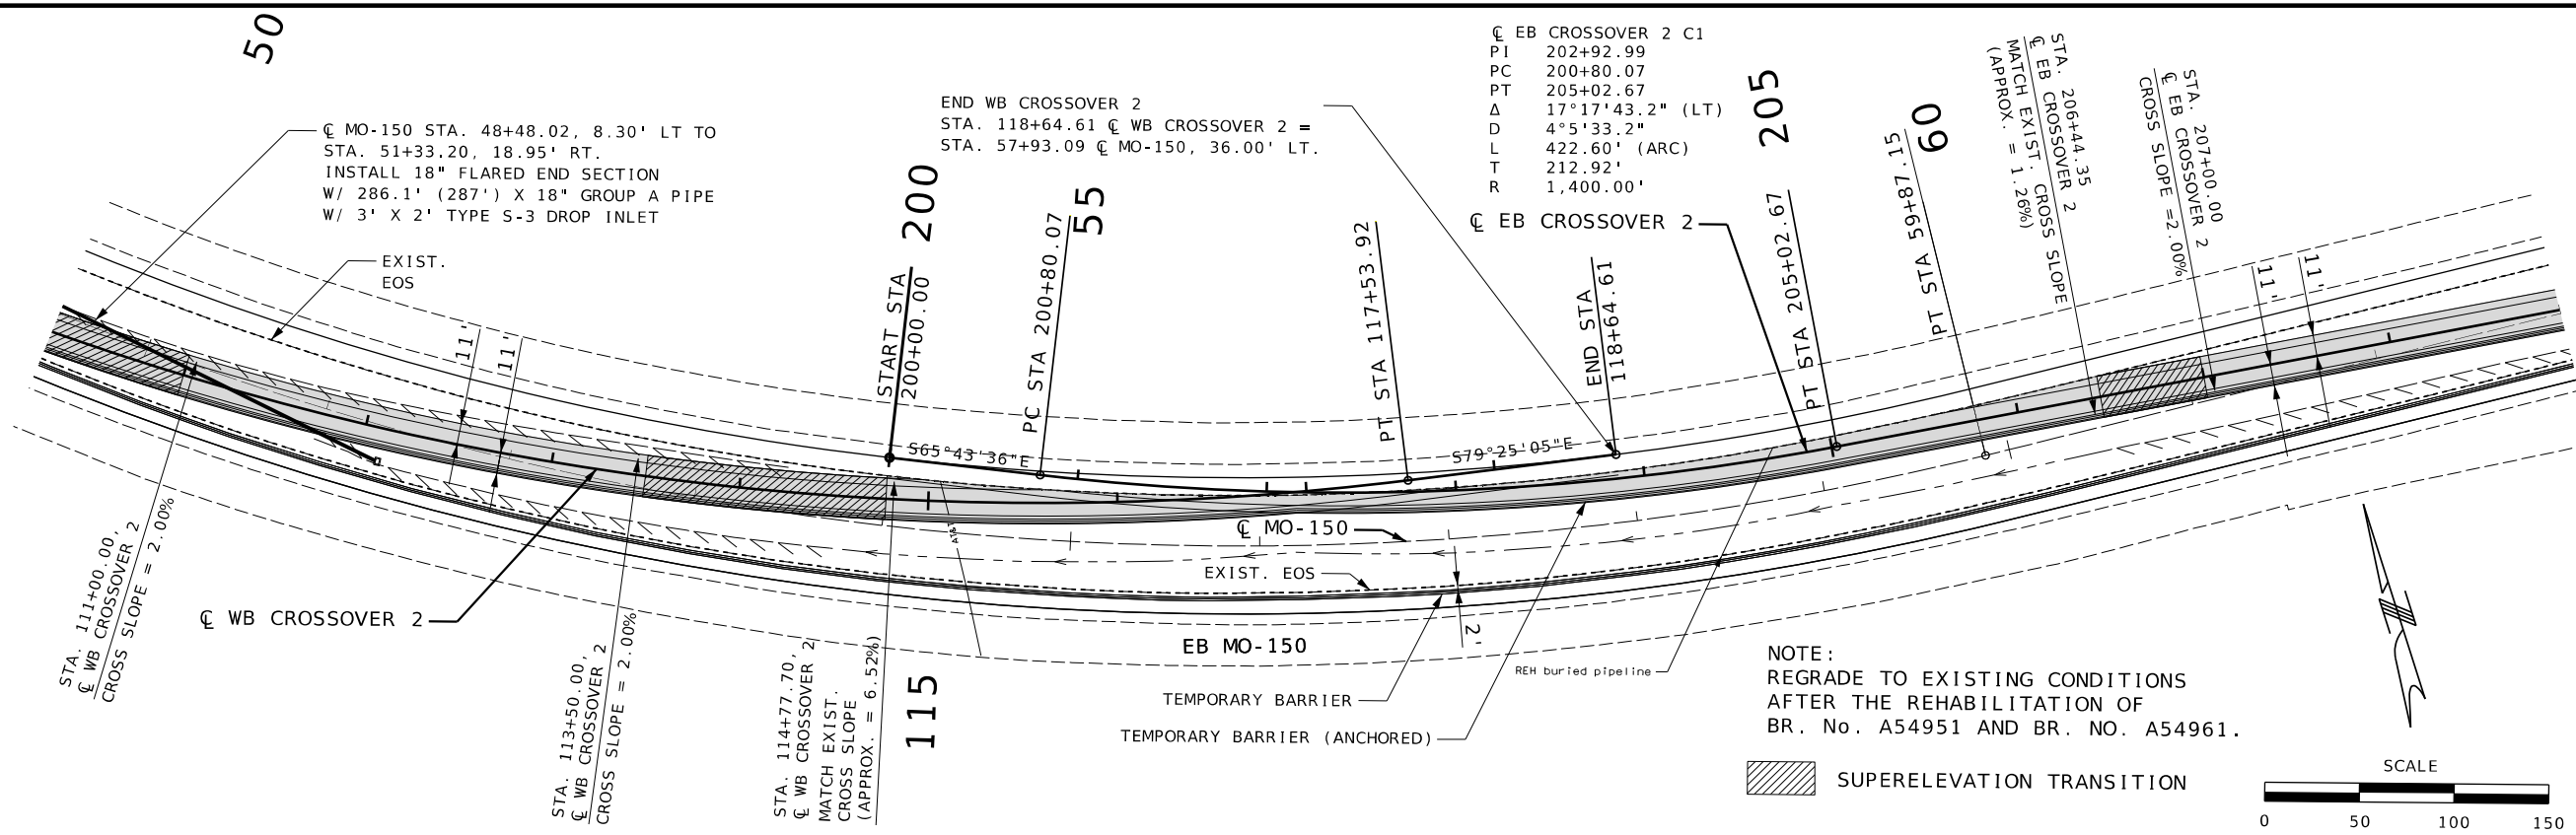 50
℄ MO-150 STA. 48+48.02, 8.30' LT TO
STA. 51+33.20, 18.95' RT.
INSTALL 18" FLARED END SECTION
W/ 286.1' (287') X 18" GROUP A PIPE
W/ 3' X 2' TYPE S-3 DROP INLET
EXIST.
EOS
END WB CROSSOVER 2
STA. 118+64.61 ℄ WB CROSSOVER 2 =
STA. 57+93.09 ℄ MO-150, 36.00' LT.
℄ EB CROSSOVER 2 C1
PI 202+92.99
PC 200+80.07
PT 205+02.67
Δ 17°17'43.2" (LT)
D 4°5'33.2"
L 422.60' (ARC)
T 212.92'
R 1,400.00'
℄ EB CROSSOVER 2
11'
11'
START STA
200+00.00
200
PC STA 200+80.07
55
PT STA 117+53.92
END STA
118+64.61
PT STA 205+02.67
205
PT STA 59+87.15
60
STA. 206+44.35
℄ EB CROSSOVER 2
MATCH EXIST. CROSS SLOPE
(APPROX. = 1.26%)
STA. 207+00.00
℄ EB CROSSOVER 2
CROSS SLOPE =2.00%
11'
11'
S65°43'36"E
S79°25'05"E
℄ MO-150
EXIST. EOS
℄ WB CROSSOVER 2
EB MO-150
2'
STA. 111+00.00,
℄ WB CROSSOVER 2
CROSS SLOPE = 2.00%
STA. 113+50.00,
℄ WB CROSSOVER 2
CROSS SLOPE = 2.00%
STA. 114+77.70,
℄ WB CROSSOVER 2
MATCH EXIST.
CROSS SLOPE
(APPROX. = 6.52%)
115
REH buried pipeline
TEMPORARY BARRIER
TEMPORARY BARRIER (ANCHORED)
NOTE:
REGRADE TO EXISTING CONDITIONS
AFTER THE REHABILITATION OF
BR. No. A54951 AND BR. NO. A54961.
SUPERELEVATION TRANSITION
SCALE
0 50 100 150